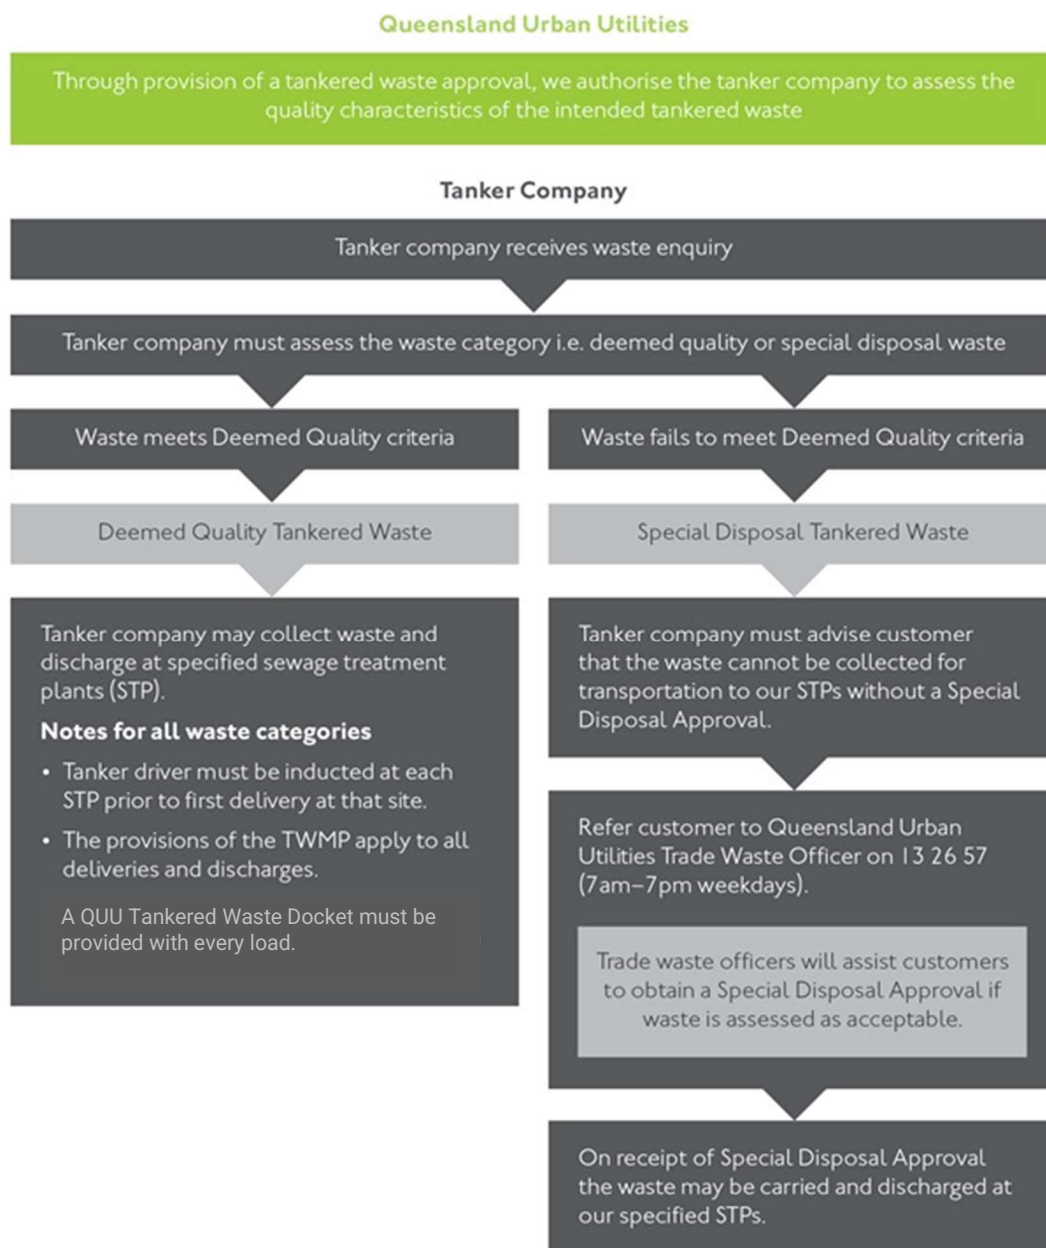 Queensland Urban Utilities
Through provision of a tankered waste approval, we authorise the tanker company to assess the
quality characteristics of the intended tankered waste
Tanker Company
Tanker company receives waste enquiry
Tanker company must assess the waste category i.e. deemed quality or special disposal waste
Waste meets Deemed Quality criteria
Deemed Quality Tankered Waste
Tanker company may collect waste and
discharge at specified sewage treatment
plants (STP).
Notes for all waste categories
• Tanker driver must be inducted at each
STP prior to first delivery at that site.
• The provisions of the TWMP apply to all
deliveries and discharges.
A QUU Tankered Waste Docket must be
provided with every load.
Waste fails to meet Deemed Quality criteria
Special Disposal Tankered Waste
Tanker company must advise customer
that the waste cannot be collected for
transportation to our STPs without a Special
Disposal Approval.
Refer customer to Queensland Urban
Utilities Trade Waste Officer on 13 26 57
(7am–7pm weekdays).
Trade waste officers will assist customers
to obtain a Special Disposal Approval if
waste is assessed as acceptable.
On receipt of Special Disposal Approval
the waste may be carried and discharged at
our specified STPs.